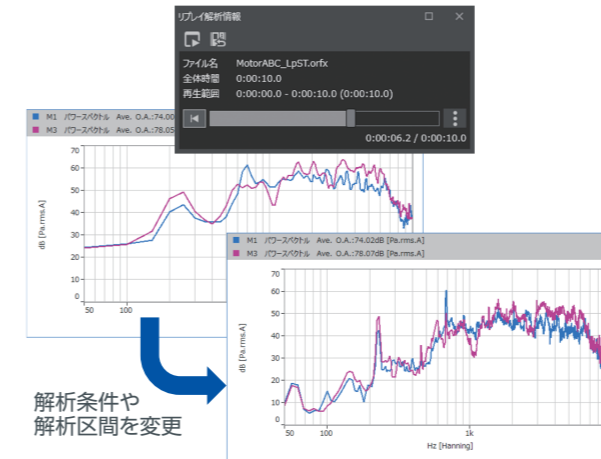 リプレイ解析情報
ファイル名 MotorABC_LpST.orfx
全体時間 0:00:10.0
再生範囲 0:00:00.0 - 0:00:10.0 (0:00:10.0)
0:00:06.2 / 0:00:10.0
M1 パワースペクトル Ave. O.A.:74.00
M3 パワースペクトル Ave. O.A.:78.05
dB [Pa.rms.A]
70
60
50
40
30
20
10
0
50 100
M1 パワースペクトル Ave. O.A.:74.02dB [Pa.rms.A]
M3 パワースペクトル Ave. O.A.:78.07dB [Pa.rms.A]
dB [Pa.rms.A]
70
60
50
40
30
20
10
0
50 100 1k
Hz [Hanning]
解析条件や
解析区間を変更